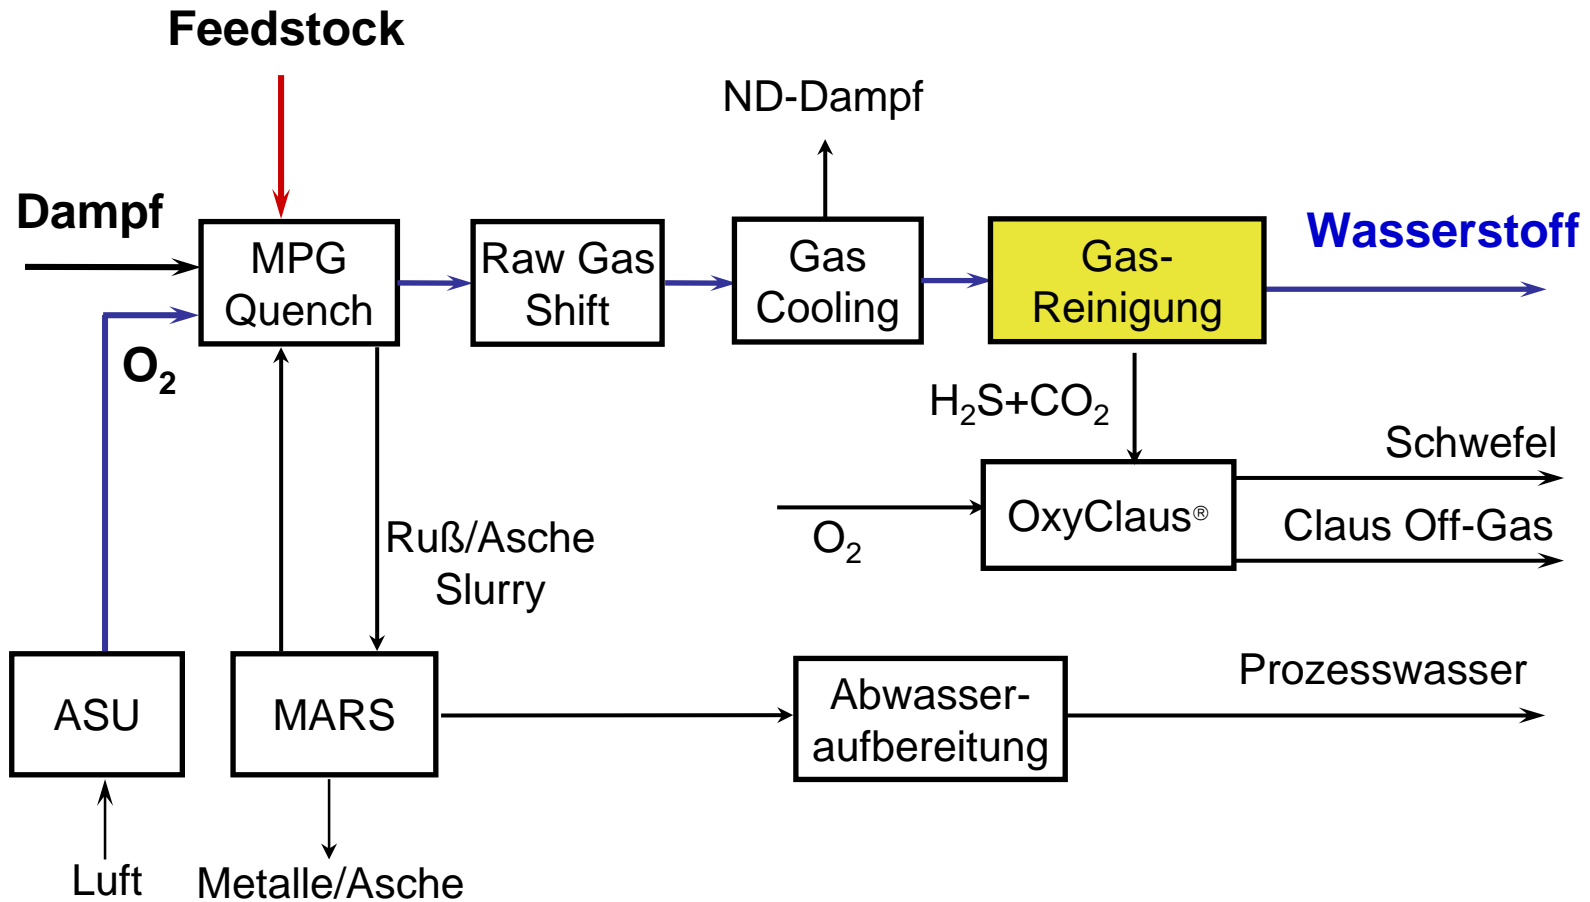 Feedstock
ND-Dampf
Dampf
MPG
Quench
Raw Gas
Shift
Gas
Cooling
Gas-
Reinigung
Wasserstoff
O₂
H₂S+CO₂
Schwefel
OxyClaus®
O₂
Claus Off-Gas
Ruß/Asche
Slurry
ASU
MARS
Abwasser-
aufbereitung
Prozesswasser
Luft
Metalle/Asche